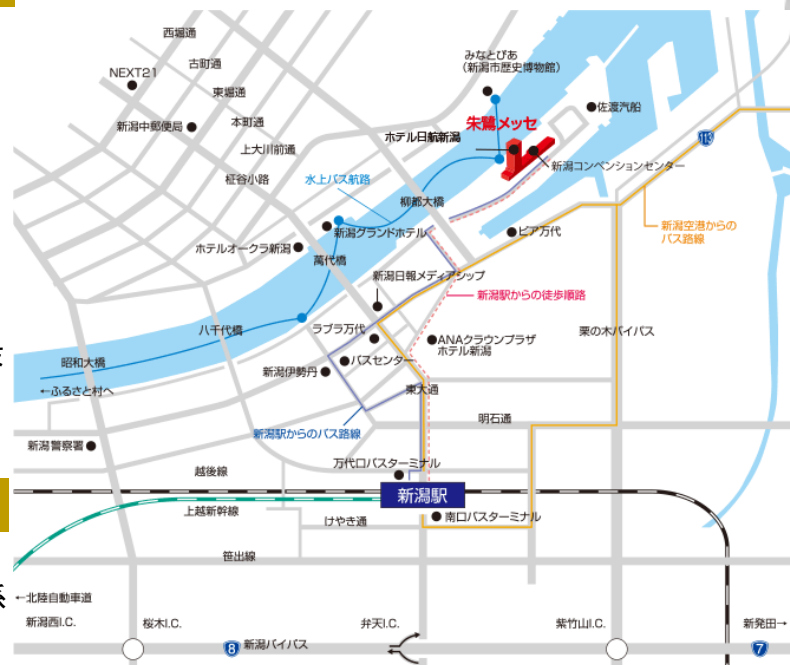 西堀通
みなとぴあ
（新潟市歴史博物館）
古町通
NEXT21
東堀通
佐渡汽船
本町通
新潟中郵便局
朱鷺メッセ
ホテル日航新潟
113
上大川前通
新潟コンベンションセンター
柾谷小路
水上バス航路
柳都大橋
新潟グランドホテル
ピア万代
新潟空港からの
バス路線
ホテルオークラ新潟
萬代橋
新潟日報メディアシップ
新潟駅からの徒歩順路
八千代橋
ラブラ万代
栗の木バイパス
ANAクラウンプラザ
ホテル新潟
昭和大橋
バスセンター
新潟伊勢丹
←ふるさと村へ
東大通
明石通
新潟駅からのバス路線
新潟警察署
万代口バスターミナル
越後線
新潟駅
上越新幹線
けやき通
南口バスターミナル
笹出線
←北陸自動車道
新潟西I.C.
桜木I.C.
弁天I.C.
紫竹山I.C.
新発田→
8
新潟バイパス
7